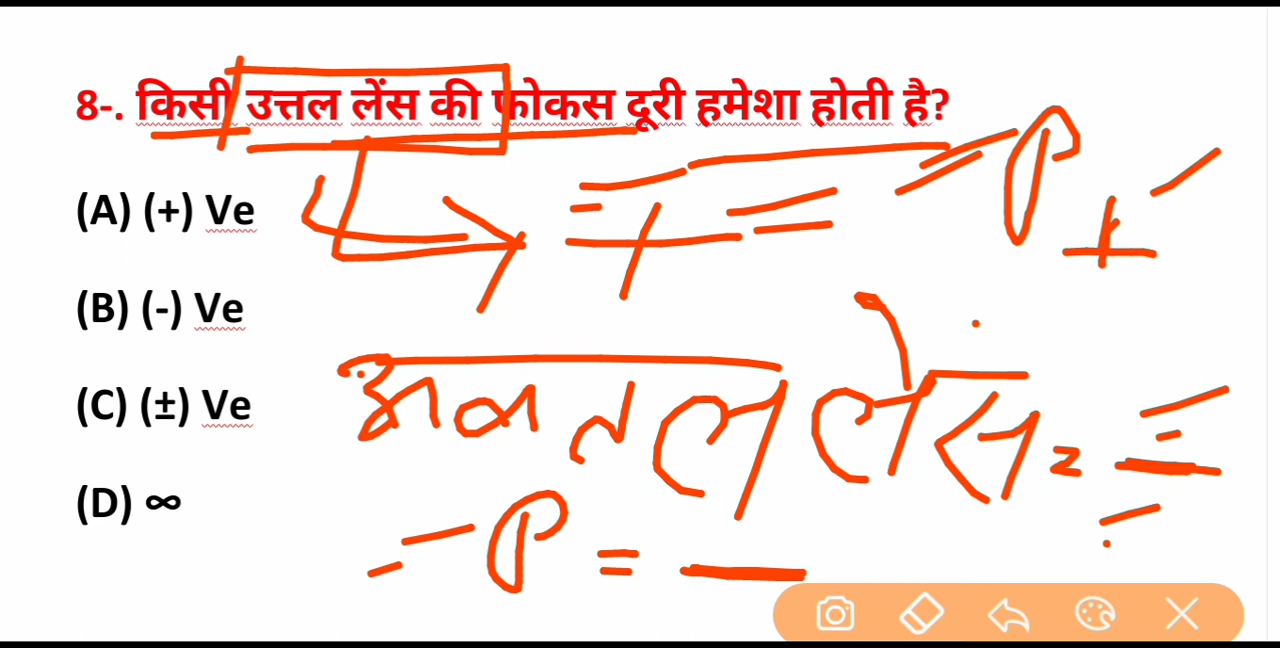 8-. किसी उत्तल लेंस की फोकस दूरी हमेशा होती है?
(A) (+) Ve
+
P +
(B) (-) Ve
(C) (±) Ve
अवतल लेंस = -
(D) ∞
P = -